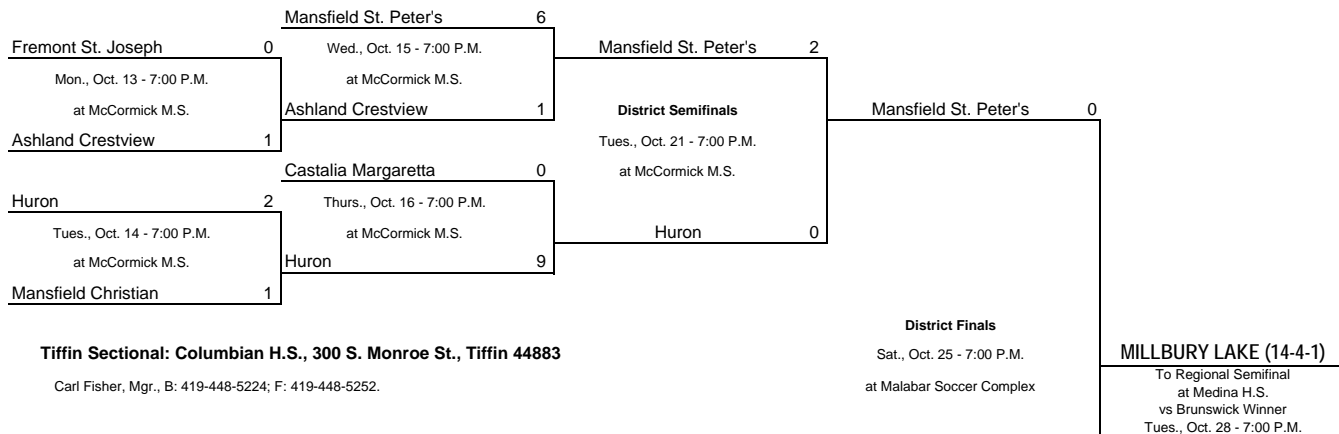 Mansfield St. Peter's 6
Fremont St. Joseph 0
Wed., Oct. 15 - 7:00 P.M.
Mansfield St. Peter's 2
Mon., Oct. 13 - 7:00 P.M.
at McCormick M.S.
at McCormick M.S.
Ashland Crestview 1
District Semifinals
Mansfield St. Peter's 0
Ashland Crestview 1
Tues., Oct. 21 - 7:00 P.M.
Castalia Margaretta 0
at McCormick M.S.
Huron 2
Thurs., Oct. 16 - 7:00 P.M.
Tues., Oct. 14 - 7:00 P.M.
at McCormick M.S.
Huron 0
at McCormick M.S.
Huron 9
Mansfield Christian 1
District Finals
Tiffin Sectional: Columbian H.S., 300 S. Monroe St., Tiffin 44883
Sat., Oct. 25 - 7:00 P.M.
MILLBURY LAKE (14-4-1)
Carl Fisher, Mgr., B: 419-448-5224; F: 419-448-5252.
at Malabar Soccer Complex
To Regional Semifinal
at Medina H.S.
vs Brunswick Winner
Tues., Oct. 28 - 7:00 P.M.